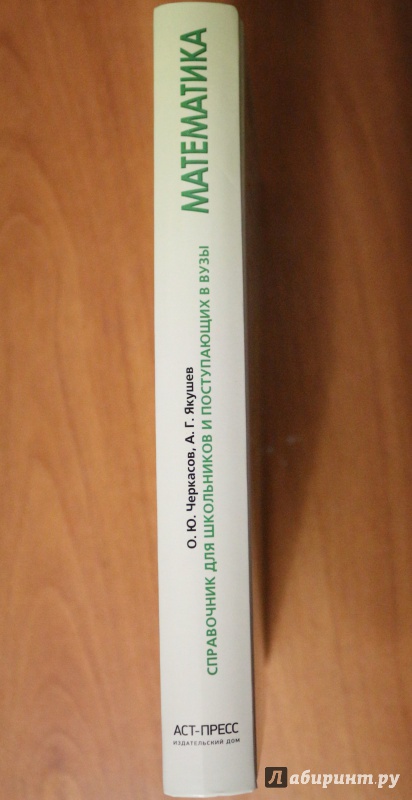 МАТЕМАТИКА
О. Ю. Черкасов, А. Г. Якушев
СПРАВОЧНИК ДЛЯ ШКОЛЬНИКОВ И ПОСТУПАЮЩИХ В ВУЗЫ
АСТ-ПРЕСС
ИЗДАТЕЛЬСКИЙ ДОМ
Лабиринт.ру